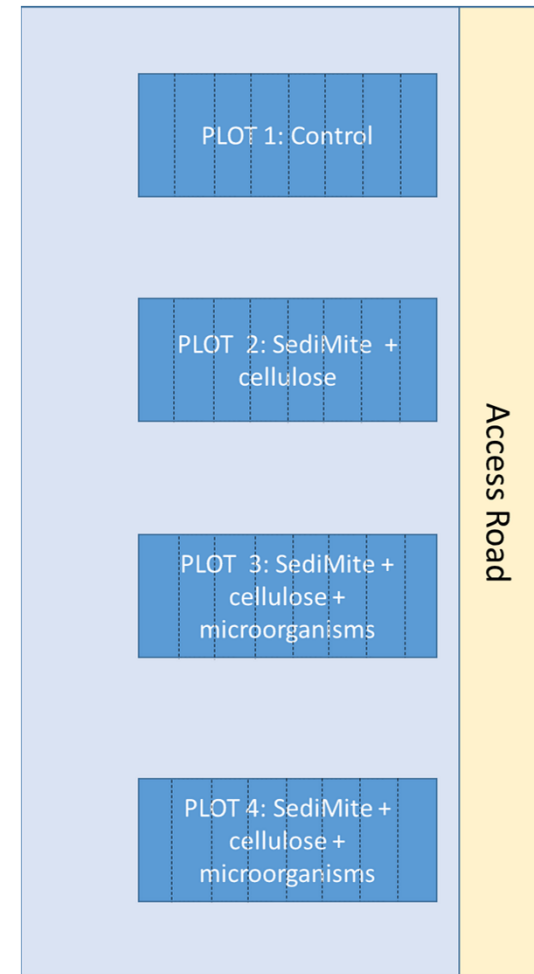 PLOT 1: Control
PLOT 2: SediMite +
cellulose
Access Road
PLOT 3: SediMite +
cellulose +
microorganisms
PLOT 4: SediMite +
cellulose +
microorganisms